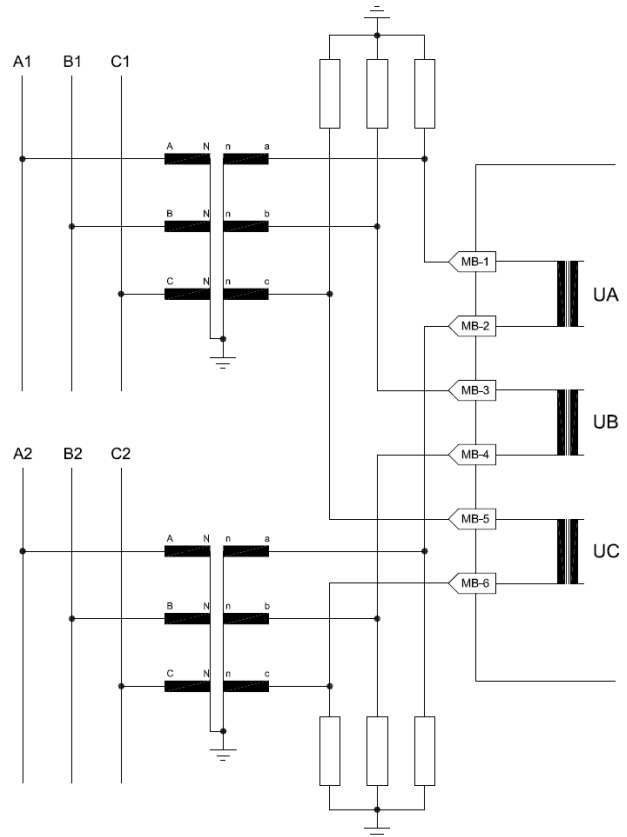 A1 B1 C1
A N n a
B N n b
C N n c
MB-1
UA
MB-2
MB-3
UB
MB-4
A2 B2 C2
MB-5
UC
A N n a
MB-6
B N n b
C N n c